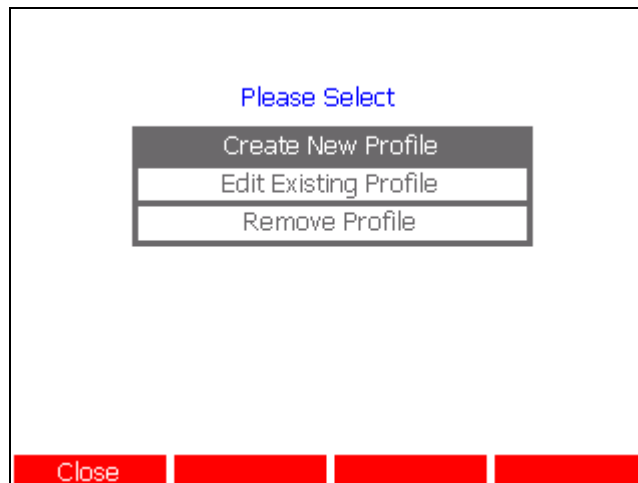 Please Select
Create New Profile
Edit Existing Profile
Remove Profile
Close